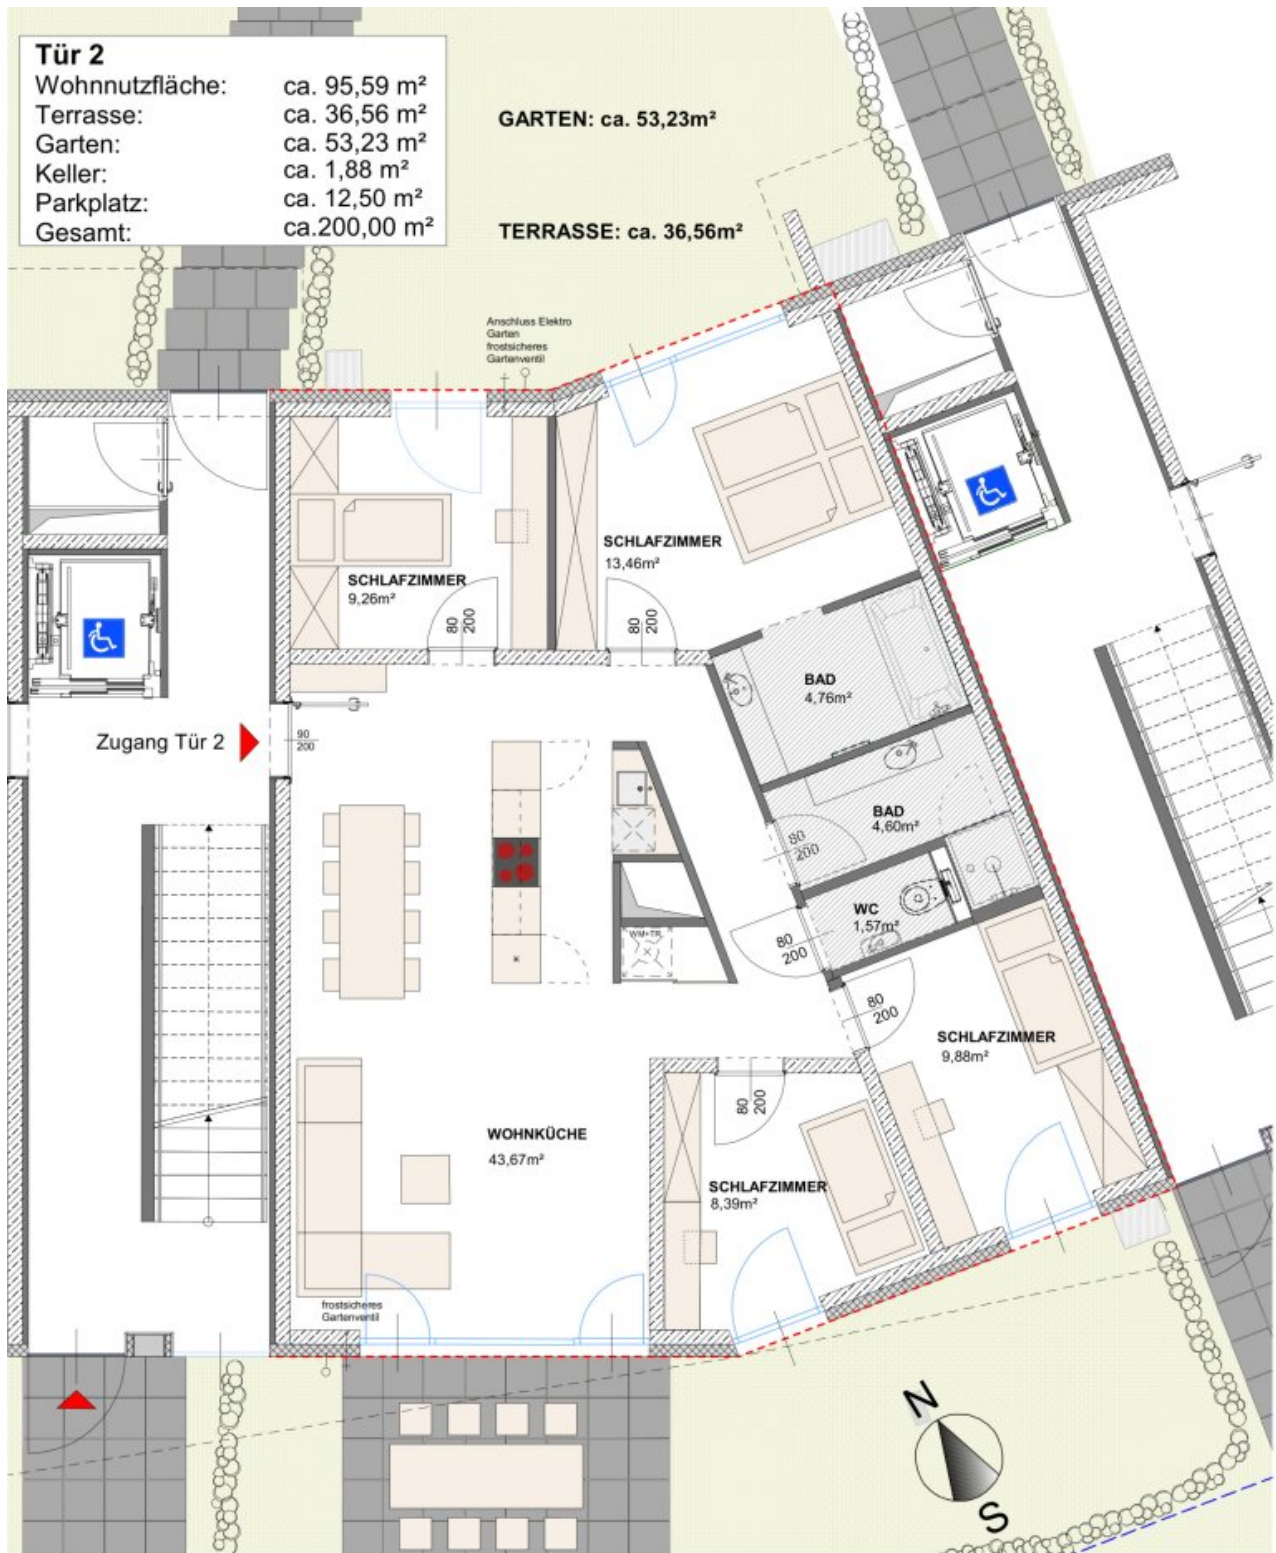 Tür 2
Wohnnutzfläche: ca. 95,59 m²
Terrasse: ca. 36,56 m²
Garten: ca. 53,23 m²
Keller: ca. 1,88 m²
Parkplatz: ca. 12,50 m²
Gesamt: ca.200,00 m²
GARTEN: ca. 53,23m²
TERRASSE: ca. 36,56m²
Anschluss Elektro
Garten
frostsicheres
Gartenventil
SCHLAFZIMMER
13,46m²
SCHLAFZIMMER
9,26m²
80
200
80
200
BAD
4,76m²
Zugang Tür 2
90
200
BAD
4,60m²
80
200
WC
1,57m²
WM+TR.
80
200
80
200
SCHLAFZIMMER
9,88m²
80
200
WOHNKÜCHE
43,67m²
SCHLAFZIMMER
8,39m²
frostsicheres
Gartenventil
N
S